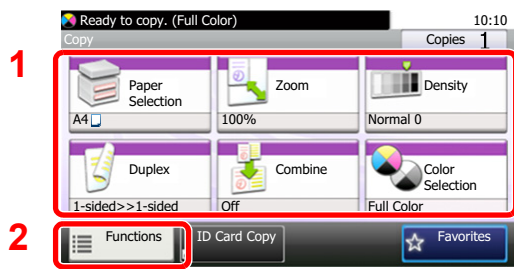 Ready to copy. (Full Color)
10:10
Copy
Copies 1
1
Paper
Selection
A4
Zoom
100%
Density
Normal 0
Duplex
1-sided>>1-sided
Combine
Off
Color
Selection
Full Color
2
Functions
ID Card Copy
Favorites